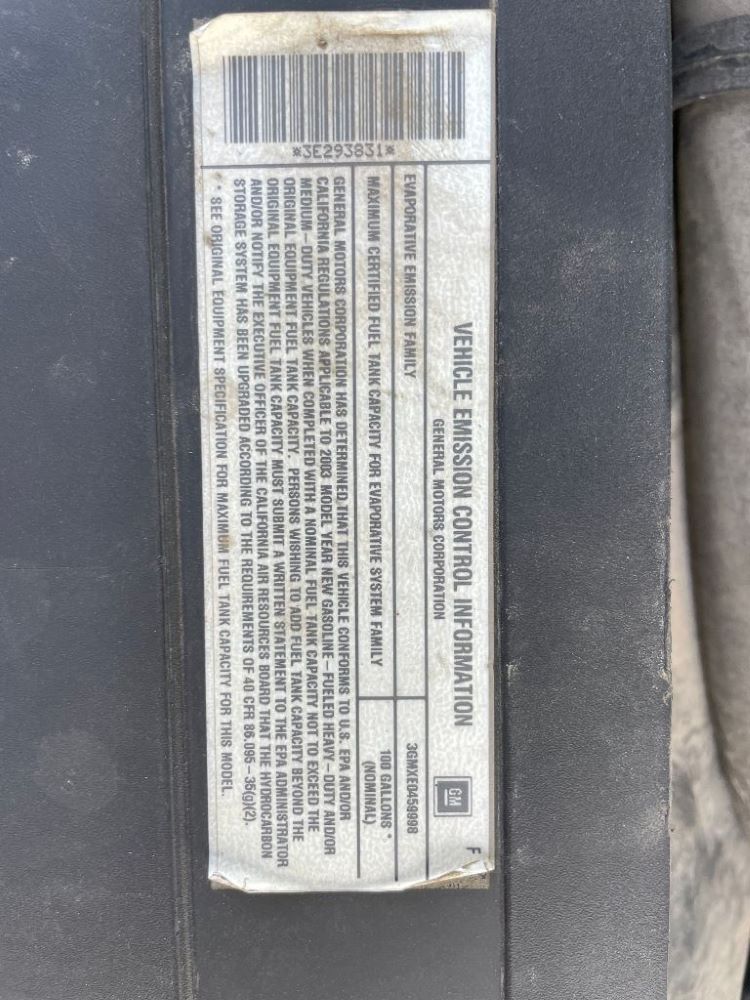 *3E293831*
VEHICLE EMISSION CONTROL INFORMATION
GENERAL MOTORS CORPORATION
GM
F
EVAPORATIVE EMISSION FAMILY 3GMXE0459998
MAXIMUM CERTIFIED FUEL TANK CAPACITY FOR EVAPORATIVE SYSTEM FAMILY 100 GALLONS *
(NOMINAL)
GENERAL MOTORS CORPORATION HAS DETERMINED THAT THIS VEHICLE CONFORMS TO U.S. EPA AND/OR
CALIFORNIA REGULATIONS APPLICABLE TO 2003 MODEL YEAR NEW GASOLINE-FUELED HEAVY-DUTY AND/OR
MEDIUM-DUTY VEHICLES WHEN COMPLETED WITH A NOMINAL FUEL TANK CAPACITY NOT TO EXCEED THE
ORIGINAL EQUIPMENT FUEL TANK CAPACITY. PERSONS WISHING TO ADD FUEL TANK CAPACITY BEYOND THE
ORIGINAL EQUIPMENT FUEL TANK CAPACITY MUST SUBMIT A WRITTEN STATEMENT TO THE EPA ADMINISTRATOR
AND/OR NOTIFY THE EXECUTIVE OFFICER OF THE CALIFORNIA AIR RESOURCES BOARD THAT THE HYDROCARBON
STORAGE SYSTEM HAS BEEN UPGRADED ACCORDING TO THE REQUIREMENTS OF 40 CFR 86.095-35(g)(2).
* SEE ORIGINAL EQUIPMENT SPECIFICATION FOR MAXIMUM FUEL TANK CAPACITY FOR THIS MODEL.